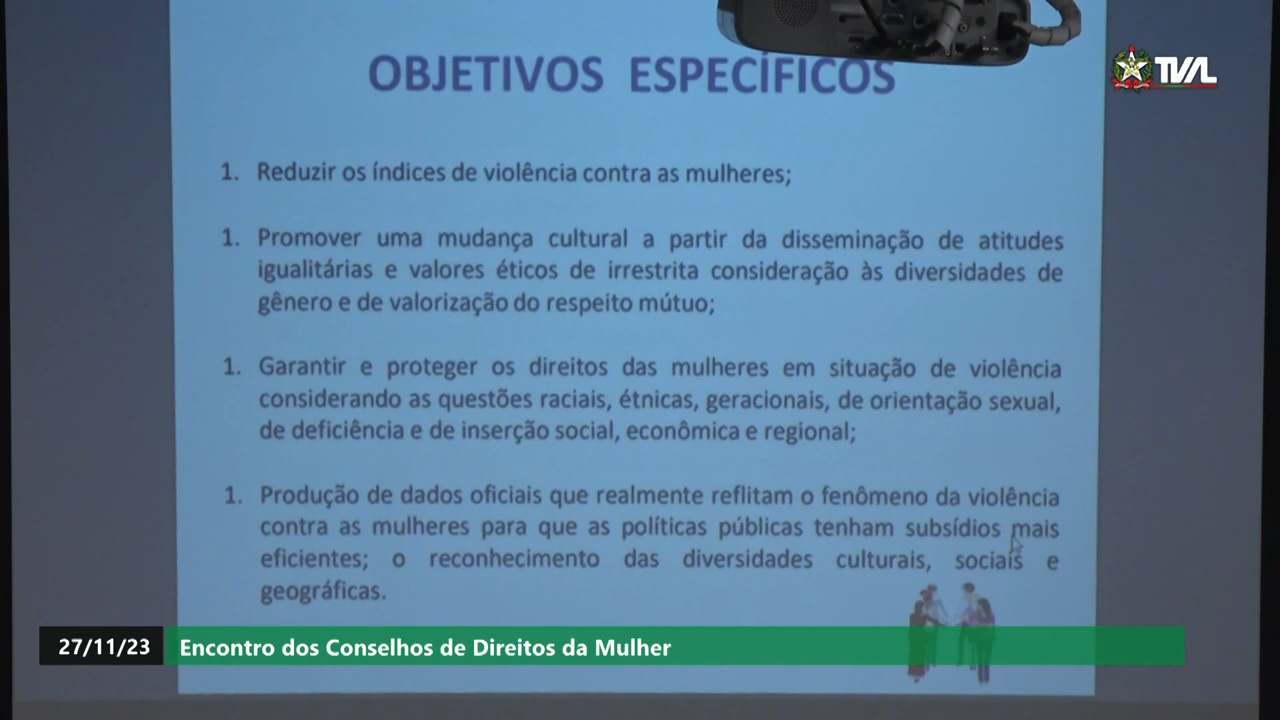 OBJETIVOS ESPECÍFICOS
TVAL
1. Reduzir os índices de violência contra as mulheres;
1. Promover uma mudança cultural a partir da disseminação de atitudes
igualitárias e valores éticos de irrestrita consideração às diversidades de
gênero e de valorização do respeito mútuo;
1. Garantir e proteger os direitos das mulheres em situação de violência
considerando as questões raciais, étnicas, geracionais, de orientação sexual,
de deficiência e de inserção social, econômica e regional;
1. Produção de dados oficiais que realmente reflitam o fenômeno da violência
contra as mulheres para que as políticas públicas tenham subsídios mais
eficientes; o reconhecimento das diversidades culturais, sociais e
geográficas.
27/11/23 Encontro dos Conselhos de Direitos da Mulher